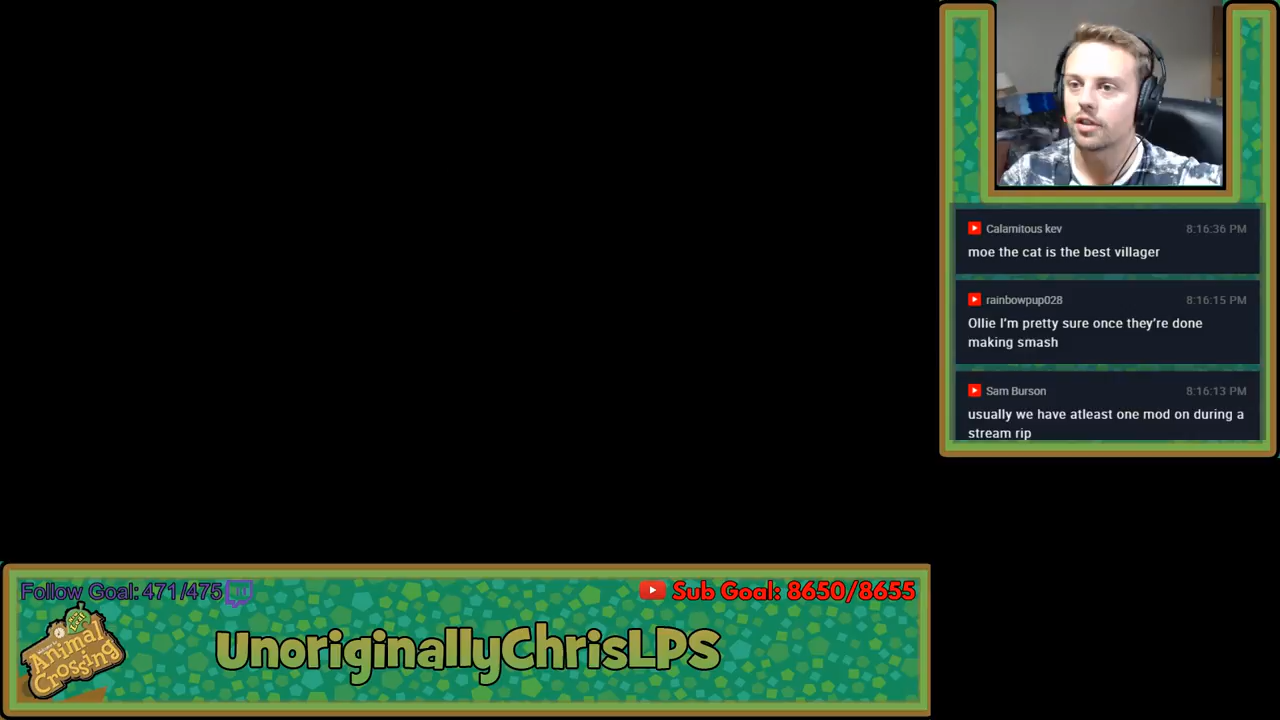 Calamitous kev 8:16:36 PM
moe the cat is the best villager
rainbowpup028 8:16:15 PM
Ollie I’m pretty sure once they’re done
making smash
Sam Burson 8:16:13 PM
usually we have atleast one mod on during a
stream rip
Follow Goal: 471/475
Sub Goal: 8650/8655
UnoriginallyChrisLPS
Animal
Crossing